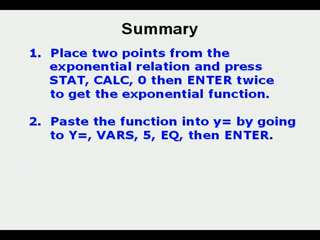 Summary
1. Place two points from the
exponential relation and press
STAT, CALC, 0 then ENTER twice
to get the exponential function.
2. Paste the function into y= by going
to Y=, VARS, 5, EQ, then ENTER.